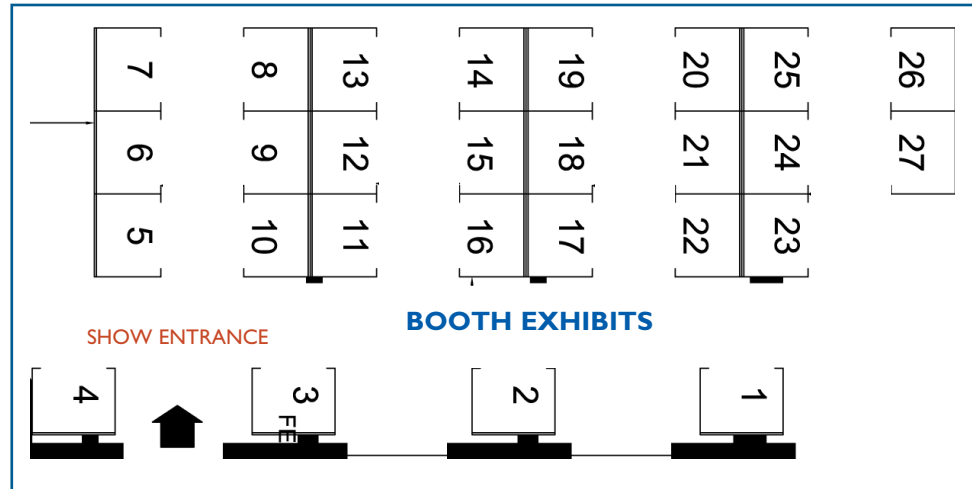 7 8 13 14 19 20 25 26
6 9 12 15 18 21 24 27
5 10 11 16 17 22 23
BOOTH EXHIBITS
SHOW ENTRANCE
4 3 2 1
FE